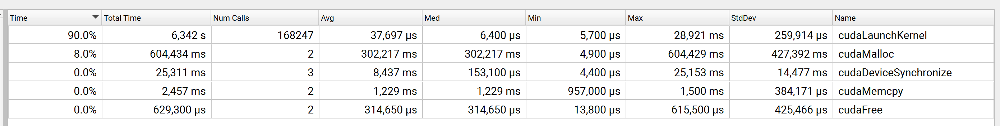 Time Total Time Num Calls Avg Med Min Max StdDev Name
90.0% 6,342 s 168247 37,697 μs 6,400 μs 5,700 μs 28,921 ms 259,914 μs cudaLaunchKernel
8.0% 604,434 ms 2 302,217 ms 302,217 ms 4,900 μs 604,429 ms 427,392 ms cudaMalloc
0.0% 25,311 ms 3 8,437 ms 153,100 μs 4,400 μs 25,153 ms 14,477 ms cudaDeviceSynchronize
0.0% 2,457 ms 2 1,229 ms 1,229 ms 957,000 μs 1,500 ms 384,171 μs cudaMemcpy
0.0% 629,300 μs 2 314,650 μs 314,650 μs 13,800 μs 615,500 μs 425,466 μs cudaFree